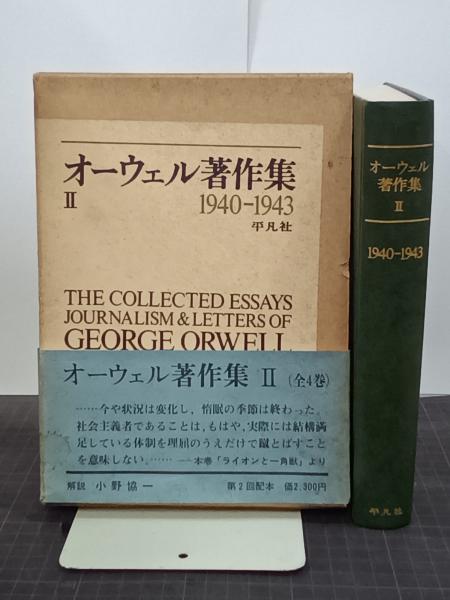 オーウェル著作集
II
1940-1943
平凡社
THE COLLECTED ESSAYS
JOURNALISM & LETTERS OF
GEORGE ORWELL
オーウェル著作集 II (全4巻)
……今や状況は変化し、惰眠の季節は終わった。
社会主義者であることは、もはや、実際には結構満
足している体制を理屈のうえだけで蹴とばすこと
を意味しない。…… ──本巻「ライオンと一角獣」より
解説 小野協一 第2回配本 価2,300円
オーウェル
著作集
II
1940-1943
平凡社